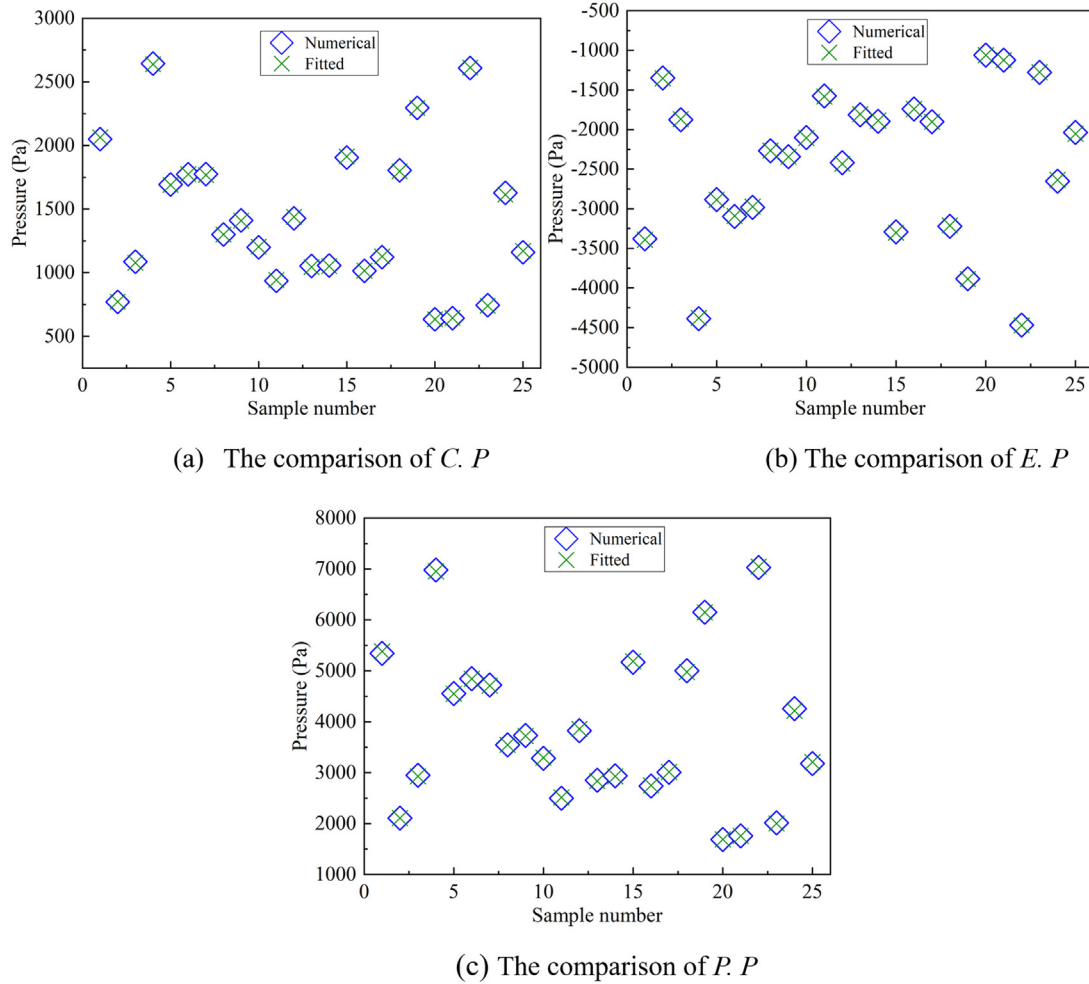 3000
2500
2000
1500
1000
500
Pressure (Pa)
Numerical
Fitted
0 5 10 15 20 25
Sample number
(a) The comparison of C. P
-500
-1000
-1500
-2000
-2500
-3000
-3500
-4000
-4500
-5000
Pressure (Pa)
Numerical
Fitted
0 5 10 15 20 25
Sample number
(b) The comparison of E. P
8000
7000
6000
5000
4000
3000
2000
1000
Pressure (Pa)
Numerical
Fitted
0 5 10 15 20 25
Sample number
(c) The comparison of P. P